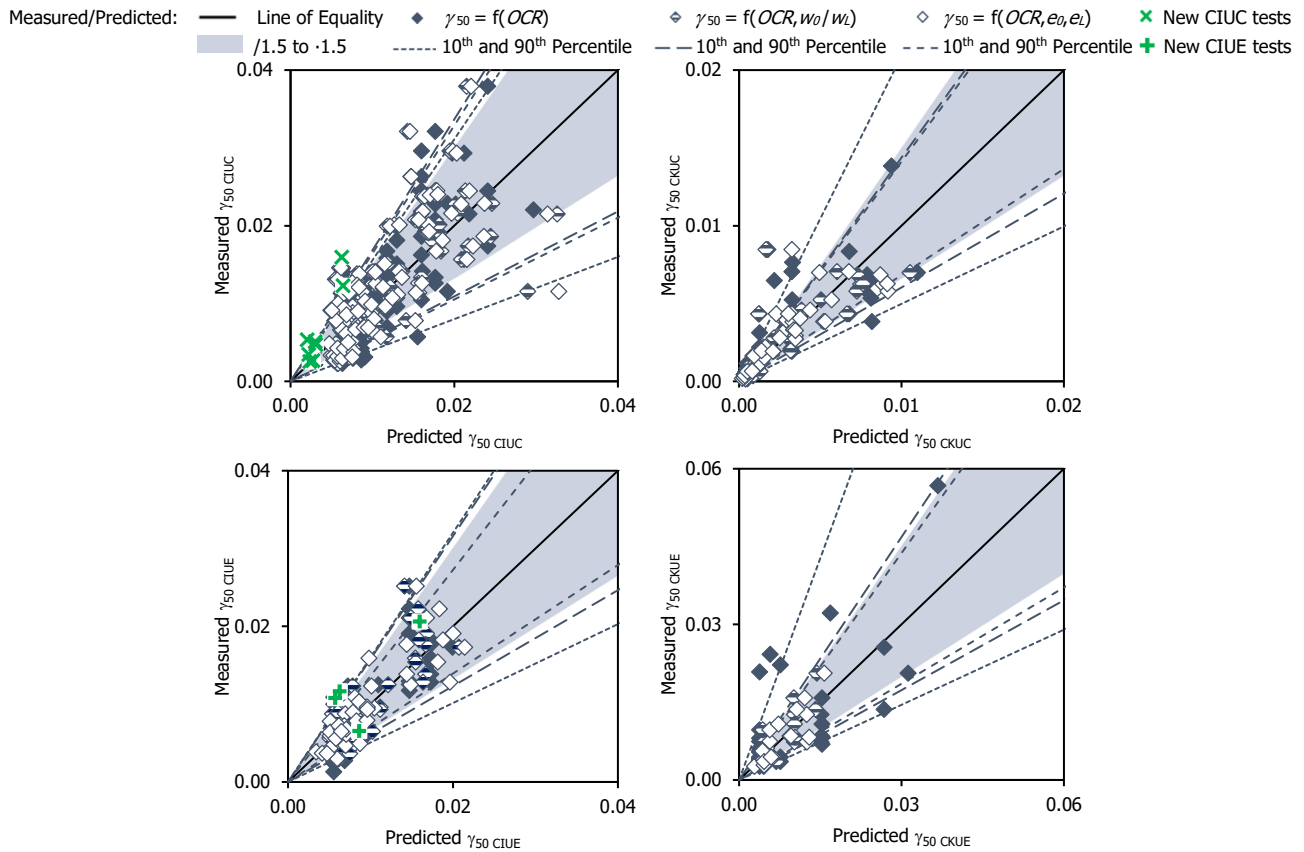 Measured/Predicted: Line of Equality γ50 = f(OCR) γ50 = f(OCR,w0/wL) γ50 = f(OCR,e0,eL) New CIUC tests
/1.5 to ·1.5 10th and 90th Percentile 10th and 90th Percentile 10th and 90th Percentile New CIUE tests
0.04
0.02
0.00
Measured γ50 CIUC
0.00 0.02 0.04
Predicted γ50 CIUC
0.02
0.01
0.00
Measured γ50 CKUC
0.00 0.01 0.02
Predicted γ50 CKUC
0.04
0.02
0.00
Measured γ50 CIUE
0.00 0.02 0.04
Predicted γ50 CIUE
0.06
0.03
0.00
Measured γ50 CKUE
0.00 0.03 0.06
Predicted γ50 CKUE